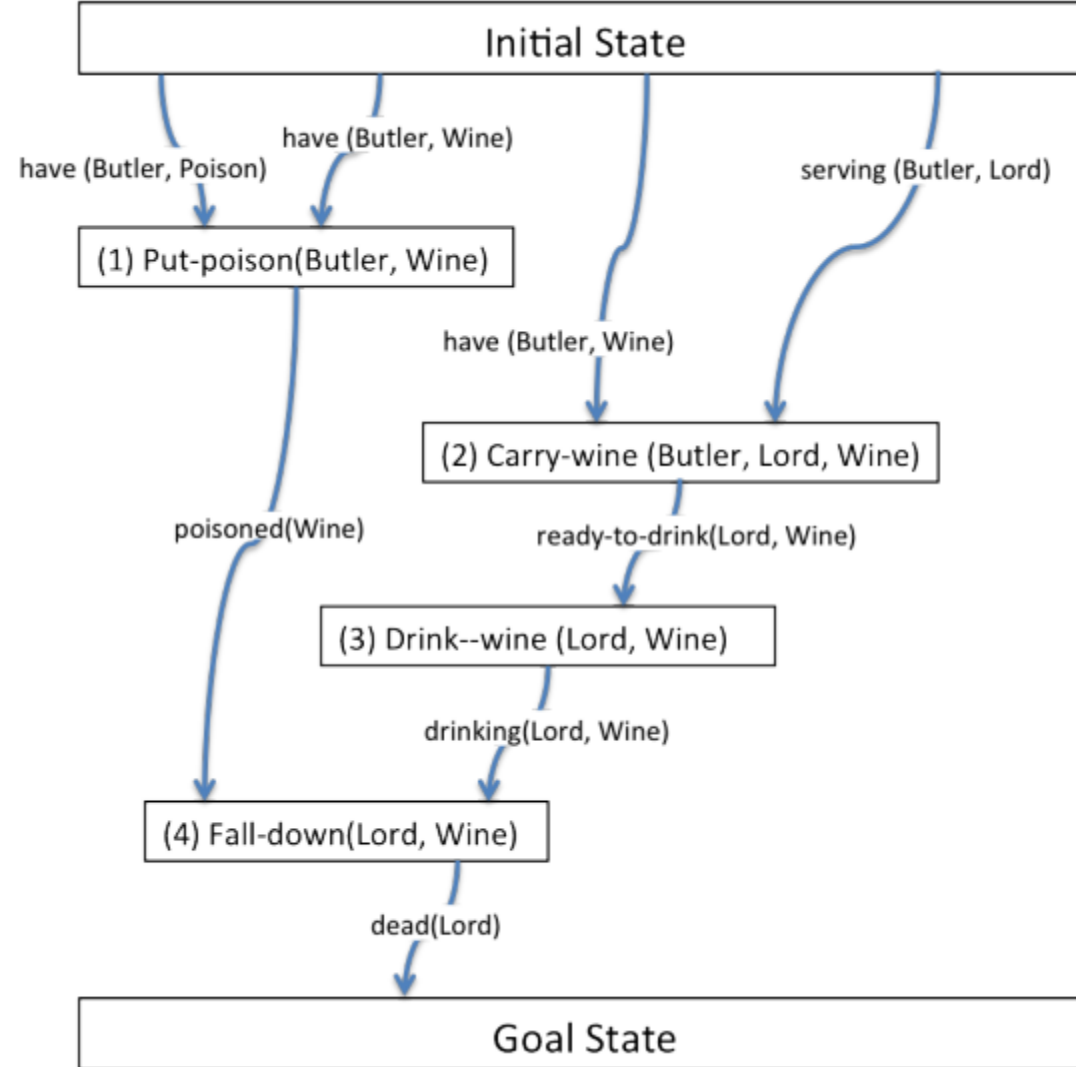 Initial State
have (Butler, Wine)
have (Butler, Poison)
serving (Butler, Lord)
(1) Put-poison(Butler, Wine)
have (Butler, Wine)
(2) Carry-wine (Butler, Lord, Wine)
poisoned(Wine)
ready-to-drink(Lord, Wine)
(3) Drink--wine (Lord, Wine)
drinking(Lord, Wine)
(4) Fall-down(Lord, Wine)
dead(Lord)
Goal State